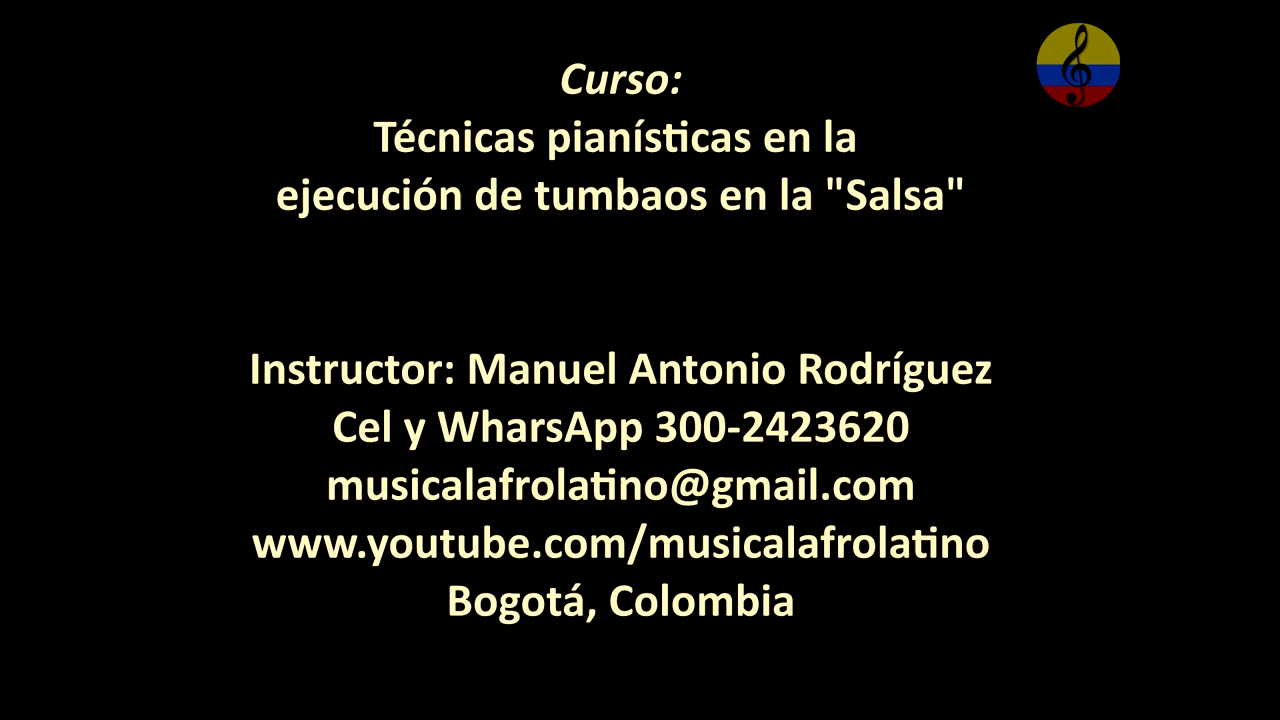 Curso:
Técnicas pianísticas en la
ejecución de tumbaos en la "Salsa"
Instructor: Manuel Antonio Rodríguez
Cel y WharsApp 300-2423620
musicalafrolatino@gmail.com
www.youtube.com/musicalafrolatino
Bogotá, Colombia